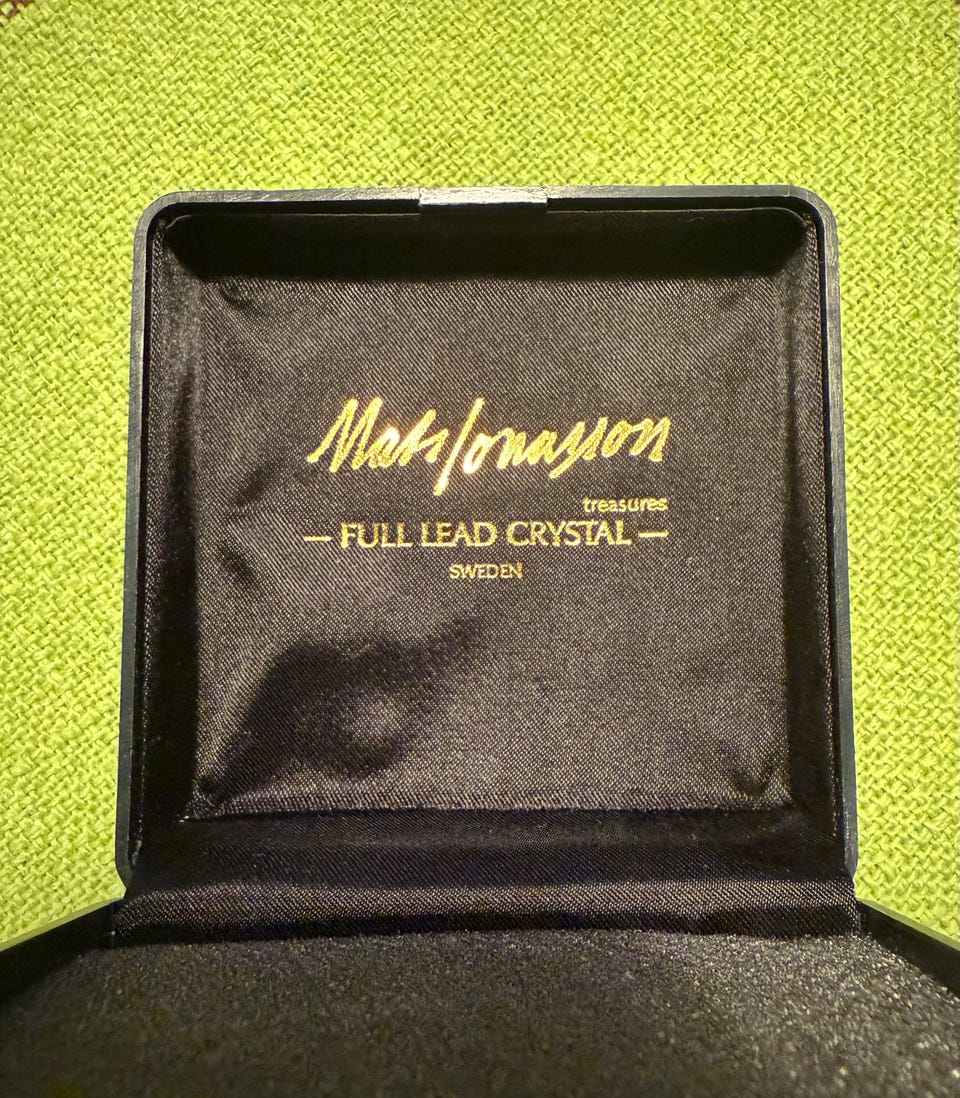 Mats Jonasson
treasures
— FULL LEAD CRYSTAL —
SWEDEN